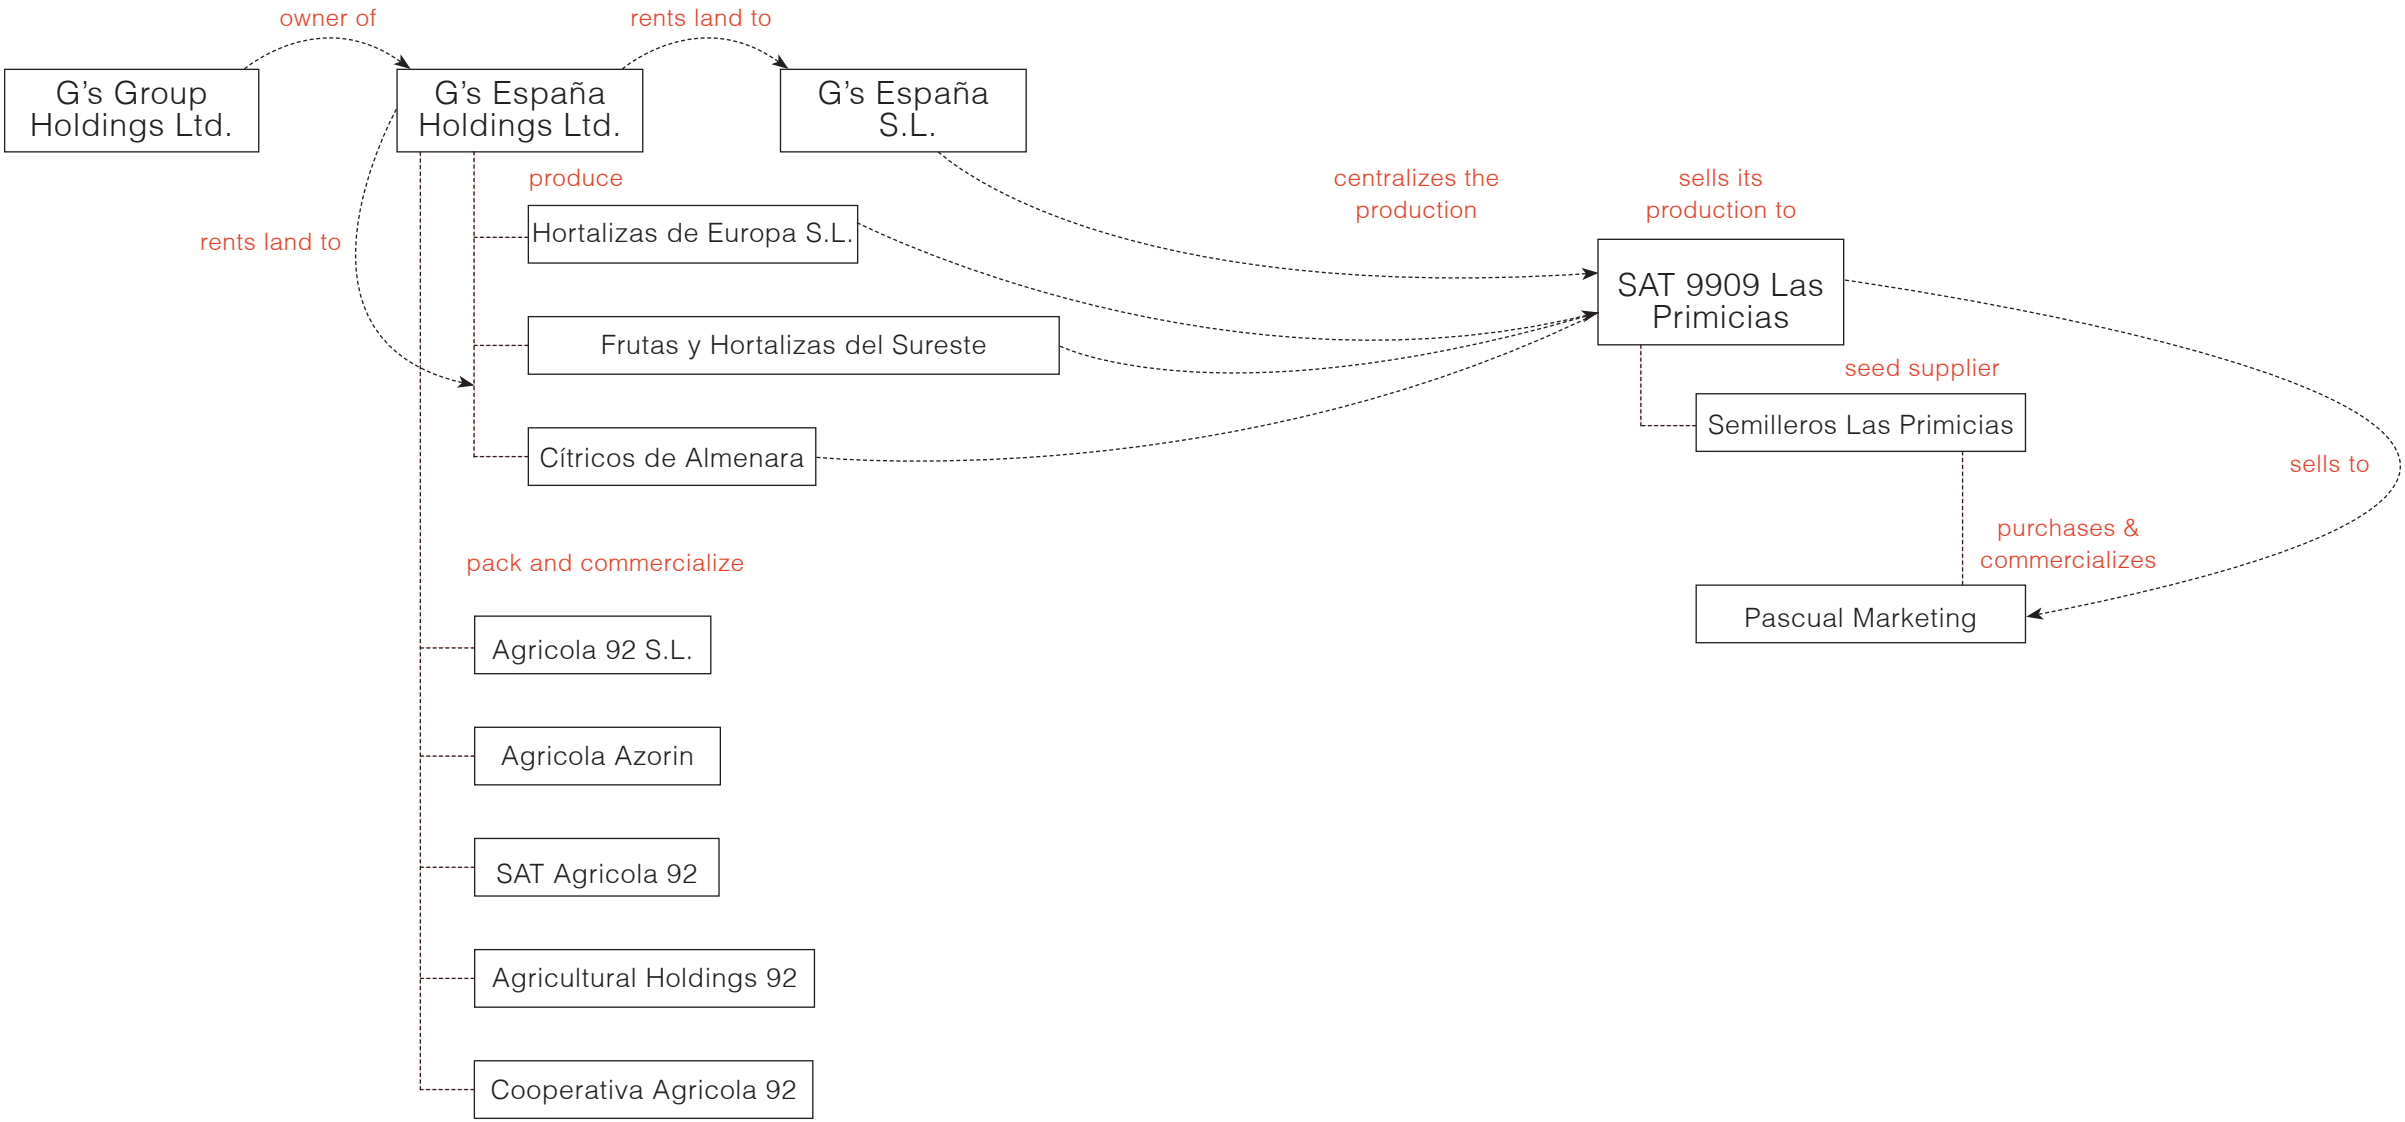 owner of
rents land to
G’s Group
Holdings Ltd.
G’s España
Holdings Ltd.
G’s España
S.L.
produce
centralizes the
production
sells its
production to
rents land to
Hortalizas de Europa S.L.
SAT 9909 Las
Primicias
Frutas y Hortalizas del Sureste
seed supplier
Semilleros Las Primicias
Cítricos de Almenara
sells to
purchases &
commercializes
pack and commercialize
Pascual Marketing
Agricola 92 S.L.
Agricola Azorin
SAT Agricola 92
Agricultural Holdings 92
Cooperativa Agricola 92